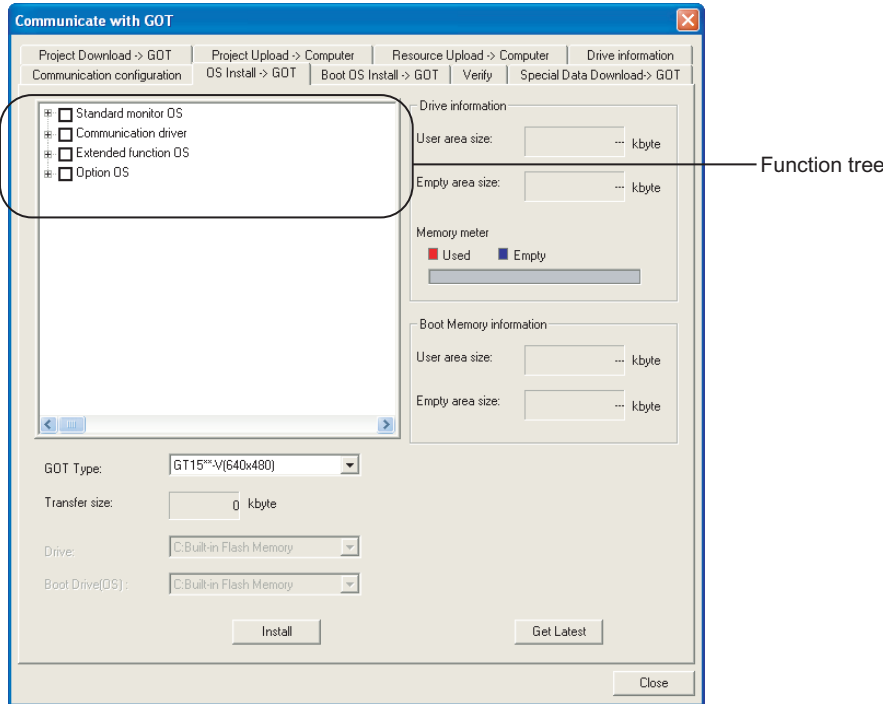 Communicate with GOT
Project Download -> GOT
Project Upload -> Computer
Resource Upload -> Computer
Drive information
Communication configuration
OS Install -> GOT
Boot OS Install -> GOT
Verify
Special Data Download-> GOT
Standard monitor OS
Communication driver
Extended function OS
Option OS
Drive information
User area size:
--- kbyte
Empty area size:
--- kbyte
Function tree
Memory meter
Used
Empty
Boot Memory information
User area size:
--- kbyte
Empty area size:
--- kbyte
GOT Type:
GT15**-V(640x480)
Transfer size:
0 kbyte
Drive:
C:Built-in Flash Memory
Boot Drive(OS) :
C:Built-in Flash Memory
Install
Get Latest
Close